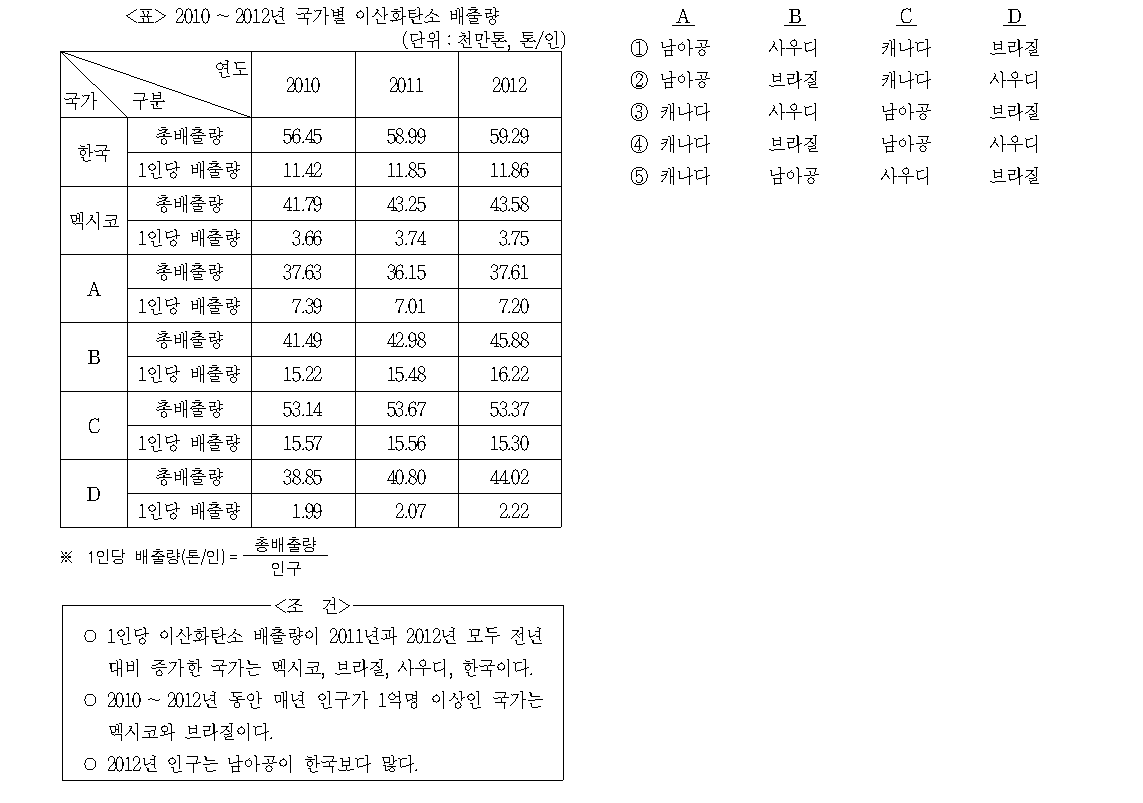 <표> 2010 ~ 2012년 국가별 이산화탄소 배출량
(단위 : 천만톤, 톤/인)
연도
국가 구분 2010 2011 2012
한국 총배출량 56.45 58.99 59.29
1인당 배출량 11.42 11.85 11.86
멕시코 총배출량 41.79 43.25 43.58
1인당 배출량 3.66 3.74 3.75
A 총배출량 37.63 36.15 37.61
1인당 배출량 7.39 7.01 7.20
B 총배출량 41.49 42.98 45.88
1인당 배출량 15.22 15.48 16.22
C 총배출량 53.14 53.67 53.37
1인당 배출량 15.57 15.56 15.30
D 총배출량 38.85 40.80 44.02
1인당 배출량 1.99 2.07 2.22
※ 1인당 배출량(톤/인) = 총배출량
인구
<조 건>
○ 1인당 이산화탄소 배출량이 2011년과 2012년 모두 전년
대비 증가한 국가는 멕시코, 브라질, 사우디, 한국이다.
○ 2010 ~ 2012년 동안 매년 인구가 1억명 이상인 국가는
멕시코와 브라질이다.
○ 2012년 인구는 남아공이 한국보다 많다.
A B C D
① 남아공 사우디 캐나다 브라질
② 남아공 브라질 캐나다 사우디
③ 캐나다 사우디 남아공 브라질
④ 캐나다 브라질 남아공 사우디
⑤ 캐나다 남아공 사우디 브라질